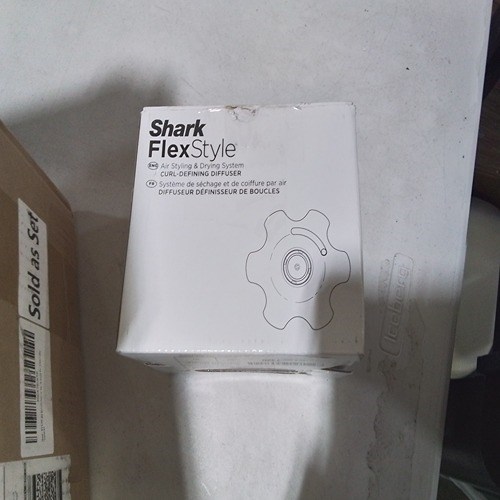 Shark
FlexStyle
EN Air Styling & Drying System
CURL-DEFINING DIFFUSER
FR Système de séchage et de coiffure par air
DIFFUSEUR DÉFINISSEUR DE BOUCLES
Sold as Set